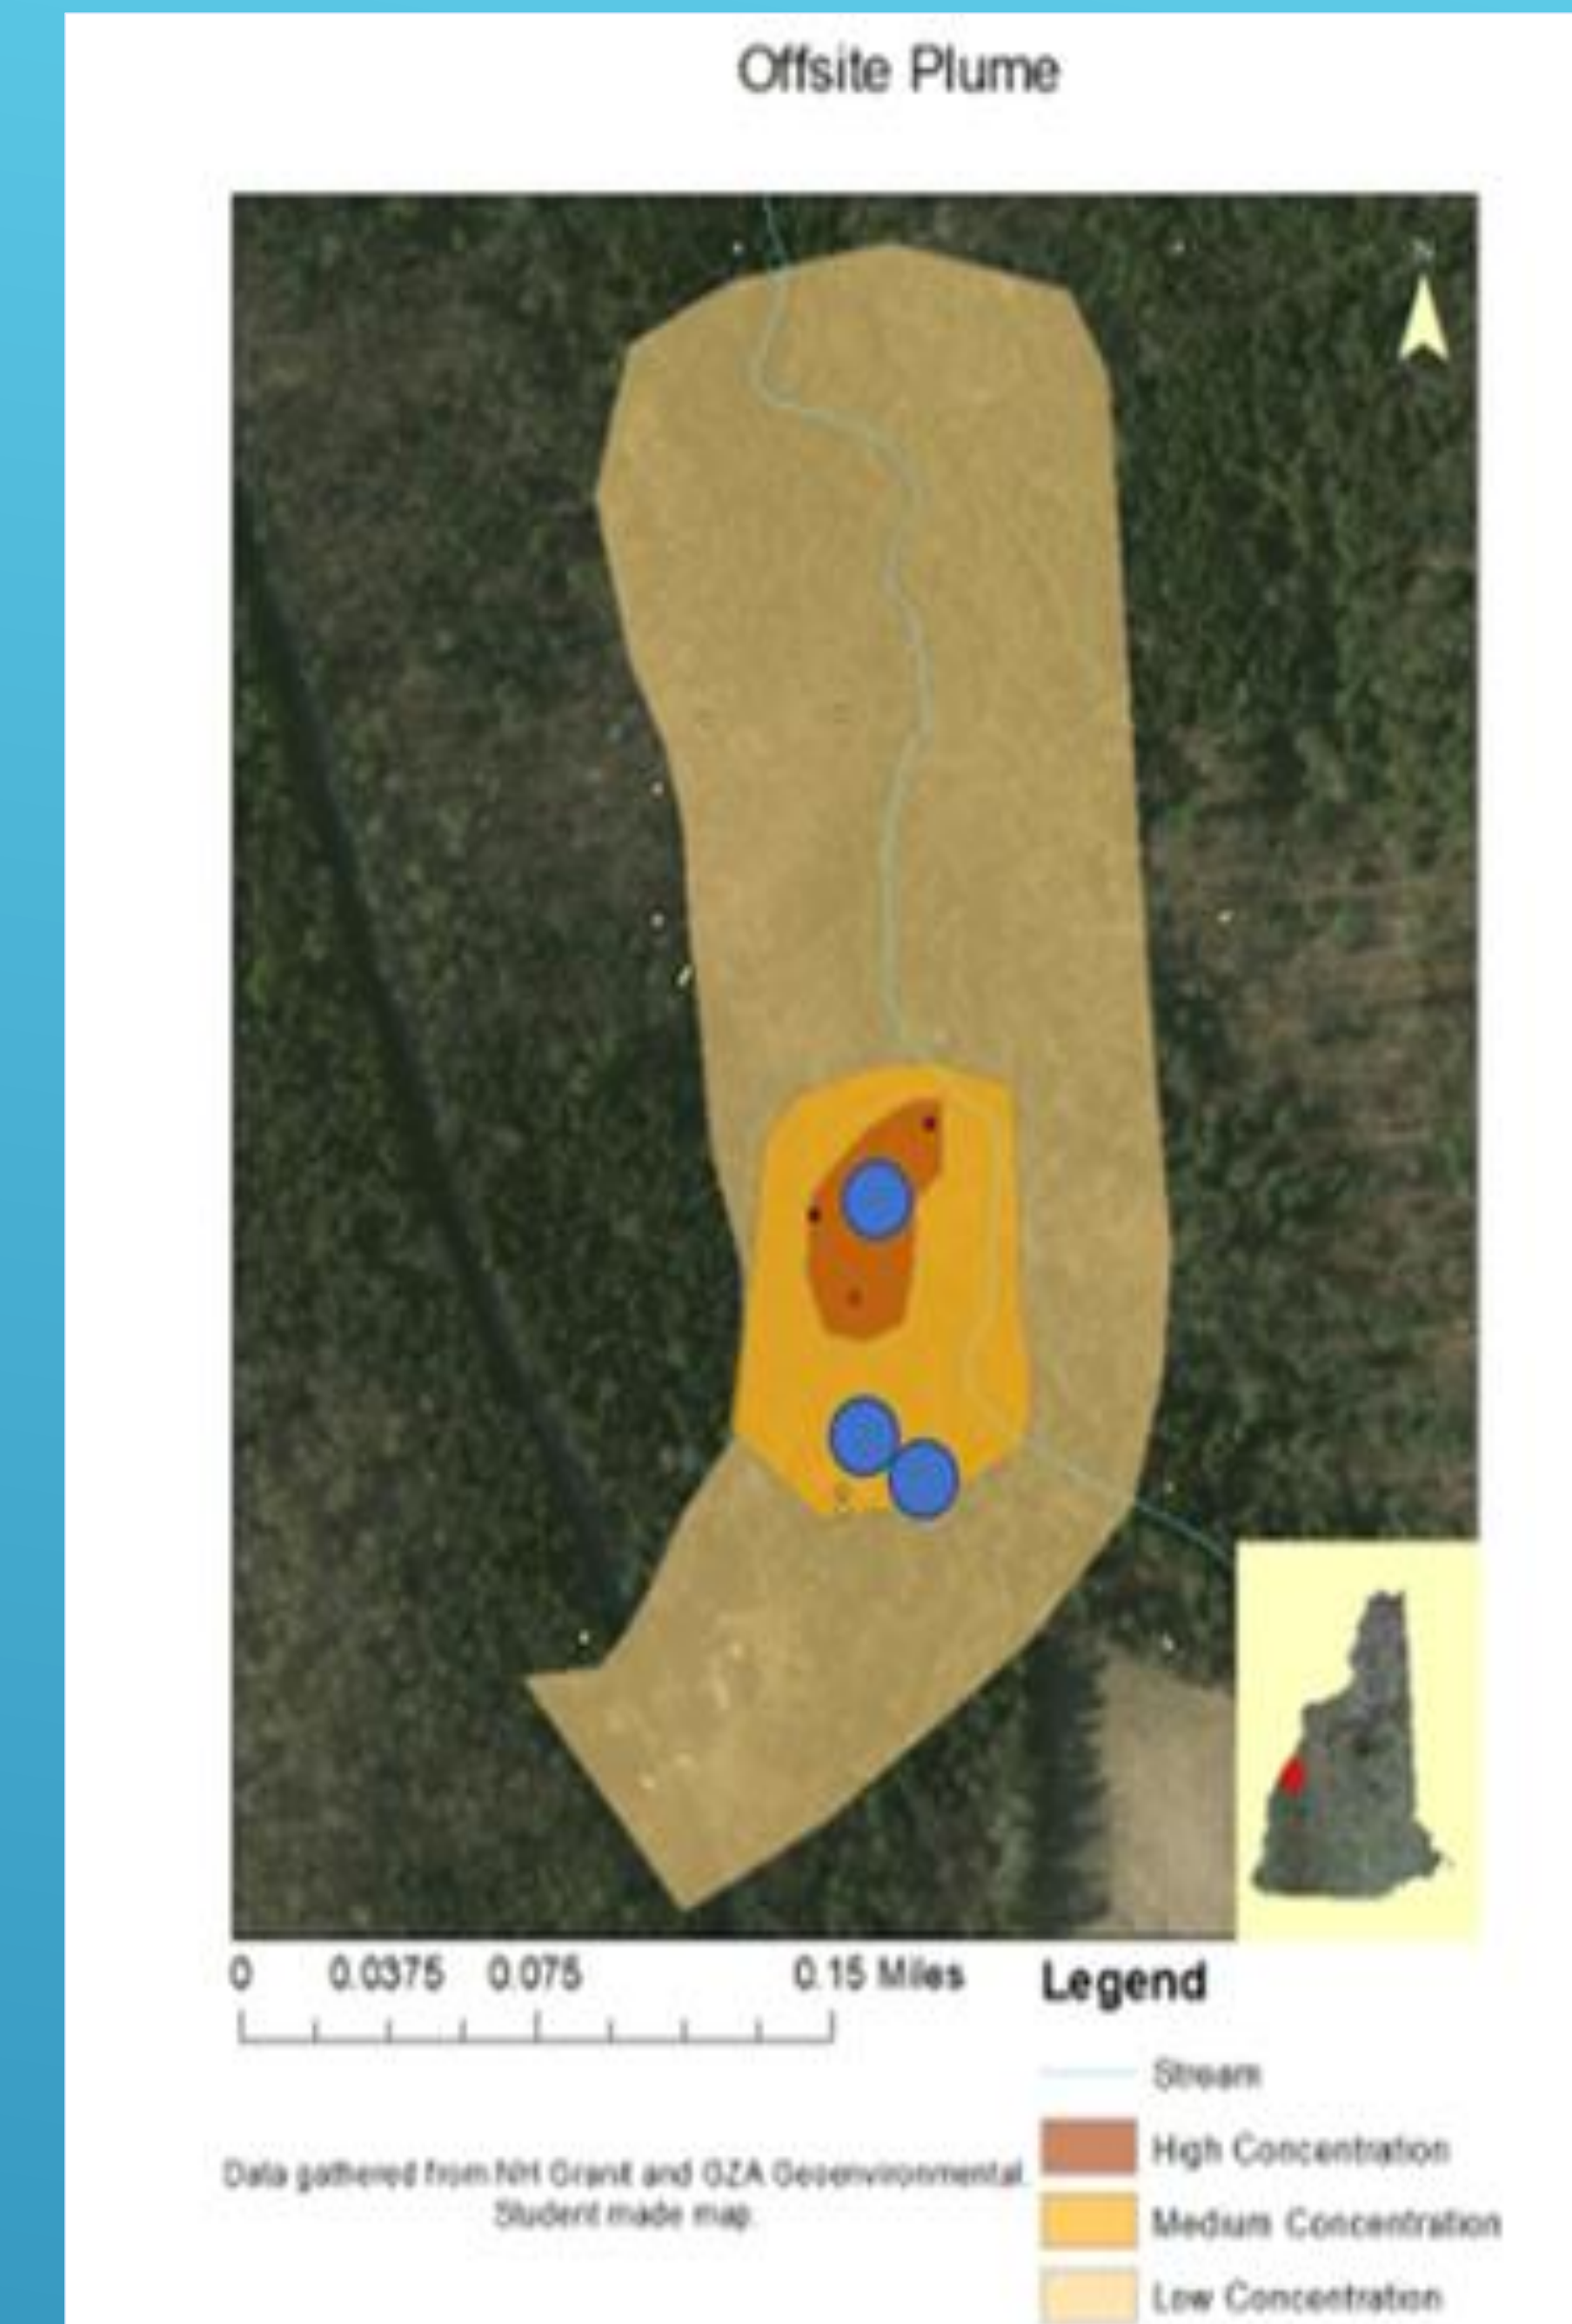 Offsite Plume
N
0 0.0375 0.075 0.15 Miles
Legend
Stream
High Concentration
Medium Concentration
Low Concentration
Data gathered from NH Granit and GZA Geoenvironmental.
Student made map.